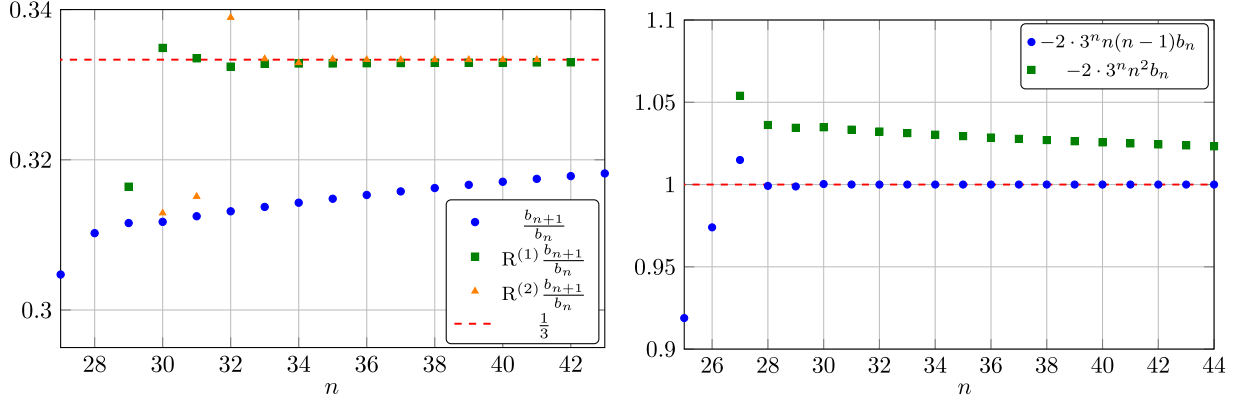 0.34
0.32
0.3
28 30 32 34 36 38 40 42
n
b_{n+1}/b_n
R^{(1)} b_{n+1}/b_n
R^{(2)} b_{n+1}/b_n
1/3
1.1
1.05
1
0.95
0.9
26 28 30 32 34 36 38 40 42 44
n
−2 · 3^n n(n − 1)b_n
−2 · 3^n n^2 b_n